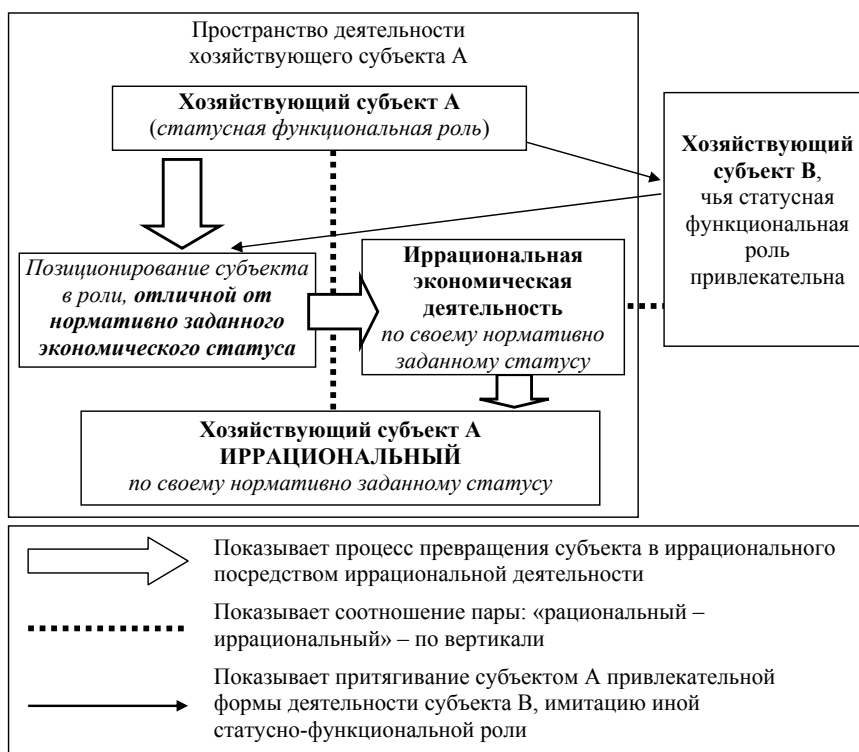 Пространство деятельности
хозяйствующего субъекта А
Хозяйствующий субъект А
(статусная функциональная роль)
Хозяйствующий
субъект В,
чья статусная
функциональная
роль
привлекательна
Позиционирование субъекта
в роли, отличной от
нормативно заданного
экономического статуса
Иррациональная
экономическая
деятельность
по своему нормативно
заданному статусу
Хозяйствующий субъект А
ИРРАЦИОНАЛЬНЫЙ
по своему нормативно заданному статусу
Показывает процесс превращения субъекта в иррационального
посредством иррациональной деятельности
Показывает соотношение пары: «рациональный –
иррациональный» – по вертикали
Показывает притягивание субъектом А привлекательной
формы деятельности субъекта В, имитацию иной
статусно-функциональной роли